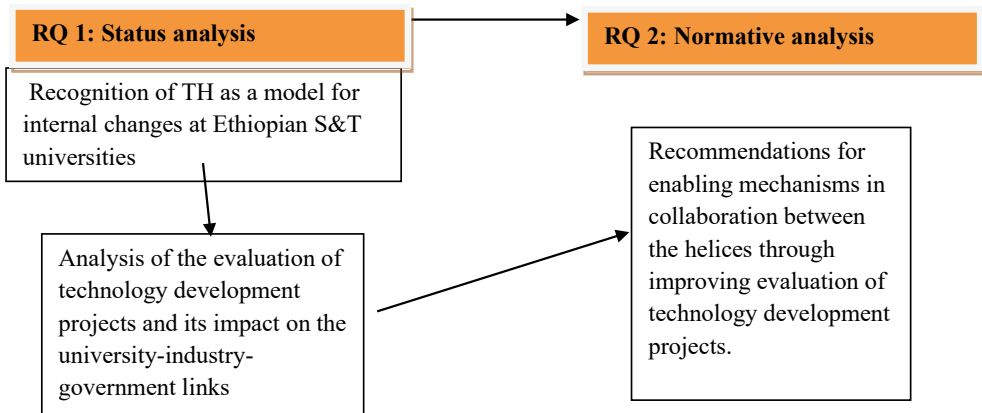 RQ 1: Status analysis
RQ 2: Normative analysis
Recognition of TH as a model for
internal changes at Ethiopian S&T
universities
Analysis of the evaluation of
technology development
projects and its impact on the
university-industry-
government links
Recommendations for
enabling mechanisms in
collaboration between
the helices through
improving evaluation of
technology development
projects.